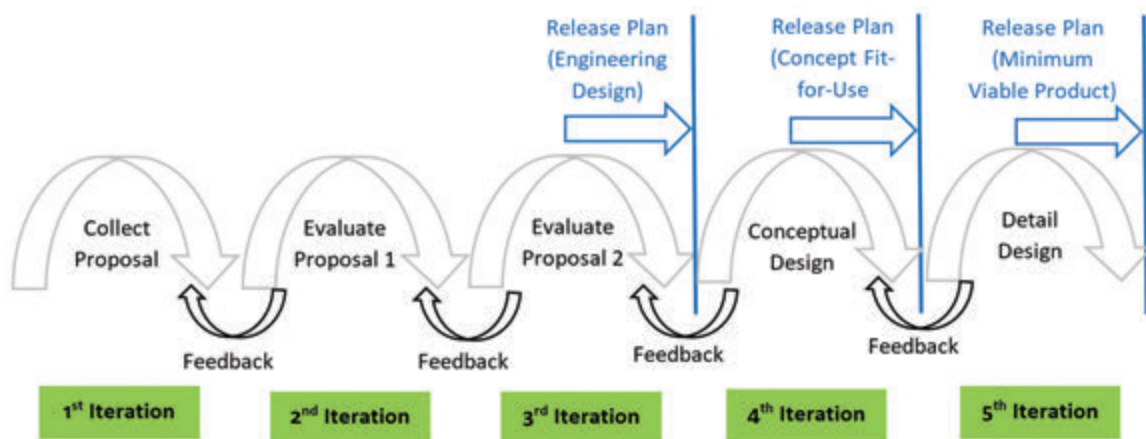 Release Plan
(Engineering
Design)
Release Plan
(Concept Fit-
for-Use
Release Plan
(Minimum
Viable Product)
Collect
Proposal
Evaluate
Proposal 1
Evaluate
Proposal 2
Conceptual
Design
Detail
Design
Feedback
Feedback
Feedback
Feedback
1st Iteration
2nd Iteration
3rd Iteration
4th Iteration
5th Iteration